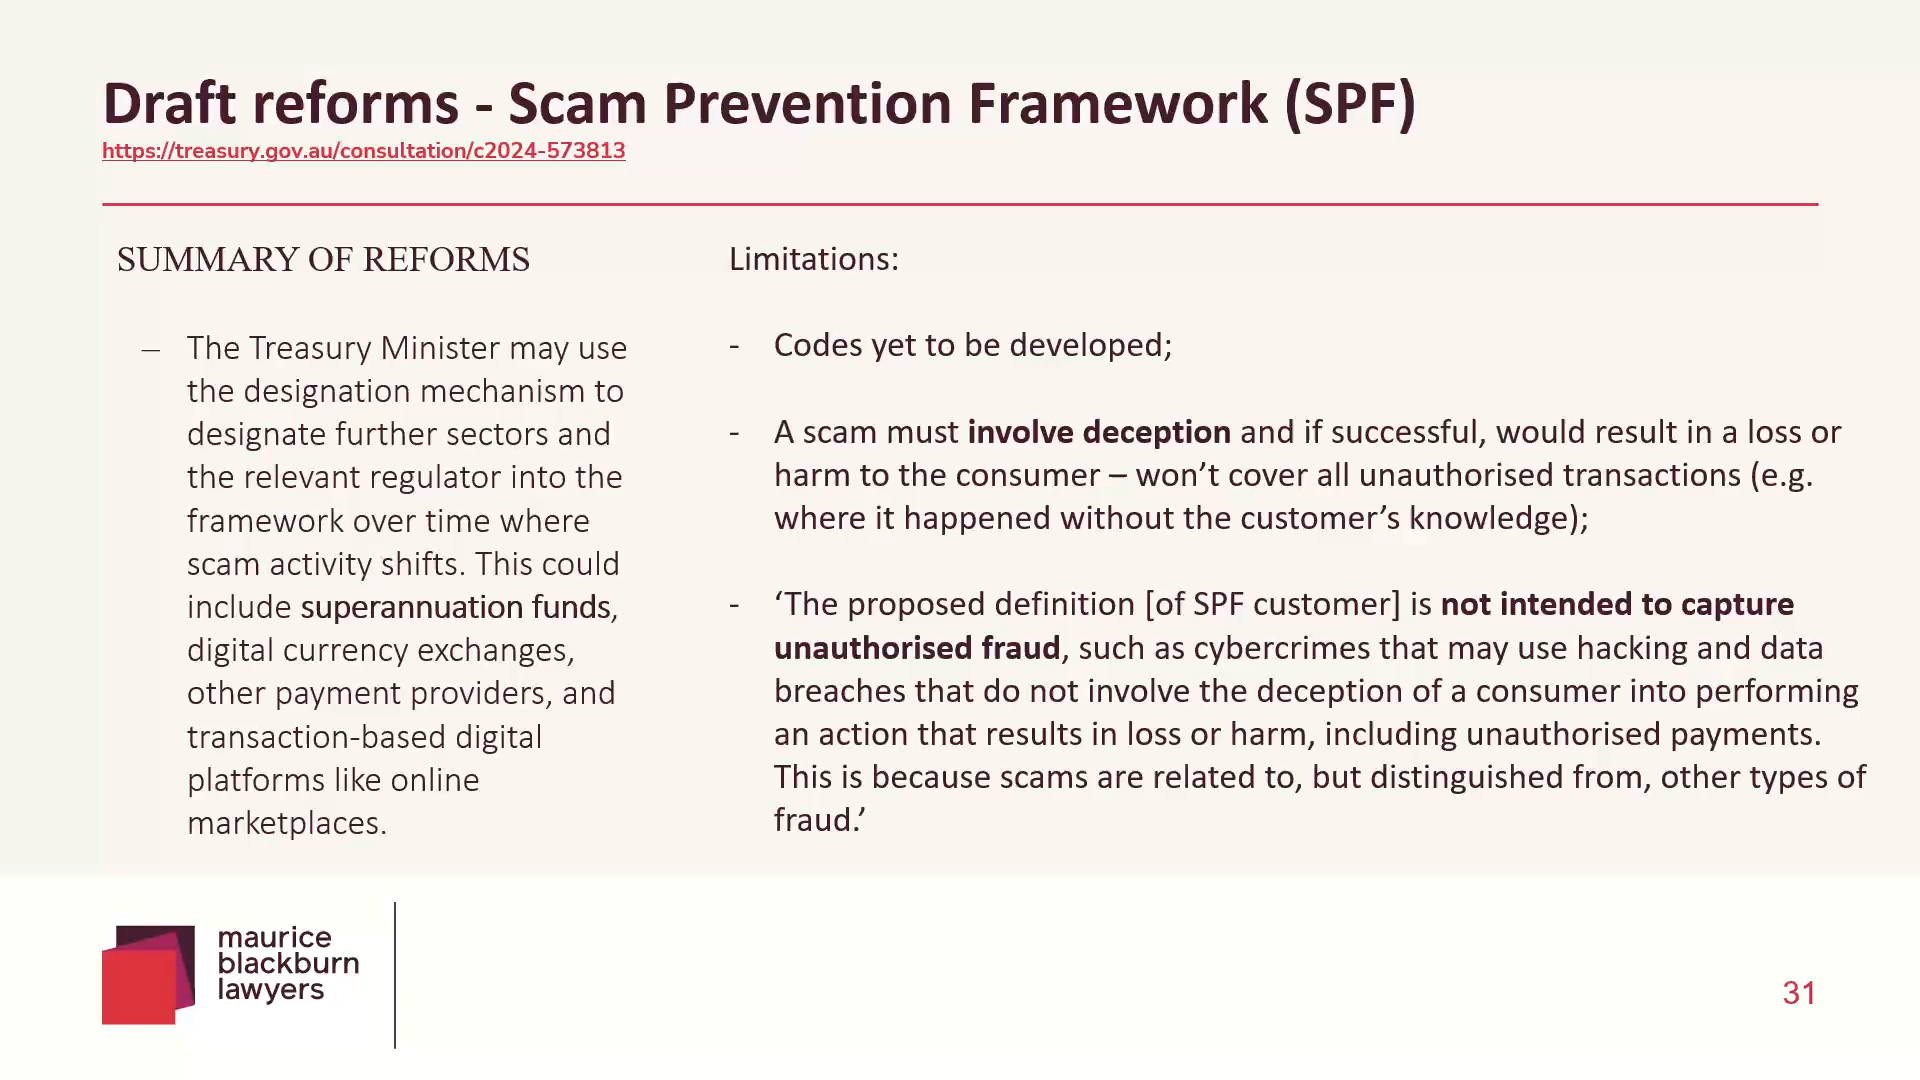 Draft reforms - Scam Prevention Framework (SPF)
https://treasury.gov.au/consultation/c2024-573813
SUMMARY OF REFORMS
– The Treasury Minister may use
the designation mechanism to
designate further sectors and
the relevant regulator into the
framework over time where
scam activity shifts. This could
include superannuation funds,
digital currency exchanges,
other payment providers, and
transaction-based digital
platforms like online
marketplaces.
Limitations:
- Codes yet to be developed;
- A scam must involve deception and if successful, would result in a loss or
harm to the consumer – won’t cover all unauthorised transactions (e.g.
where it happened without the customer’s knowledge);
- ‘The proposed definition [of SPF customer] is not intended to capture
unauthorised fraud, such as cybercrimes that may use hacking and data
breaches that do not involve the deception of a consumer into performing
an action that results in loss or harm, including unauthorised payments.
This is because scams are related to, but distinguished from, other types of
fraud.’
maurice
blackburn
lawyers
31